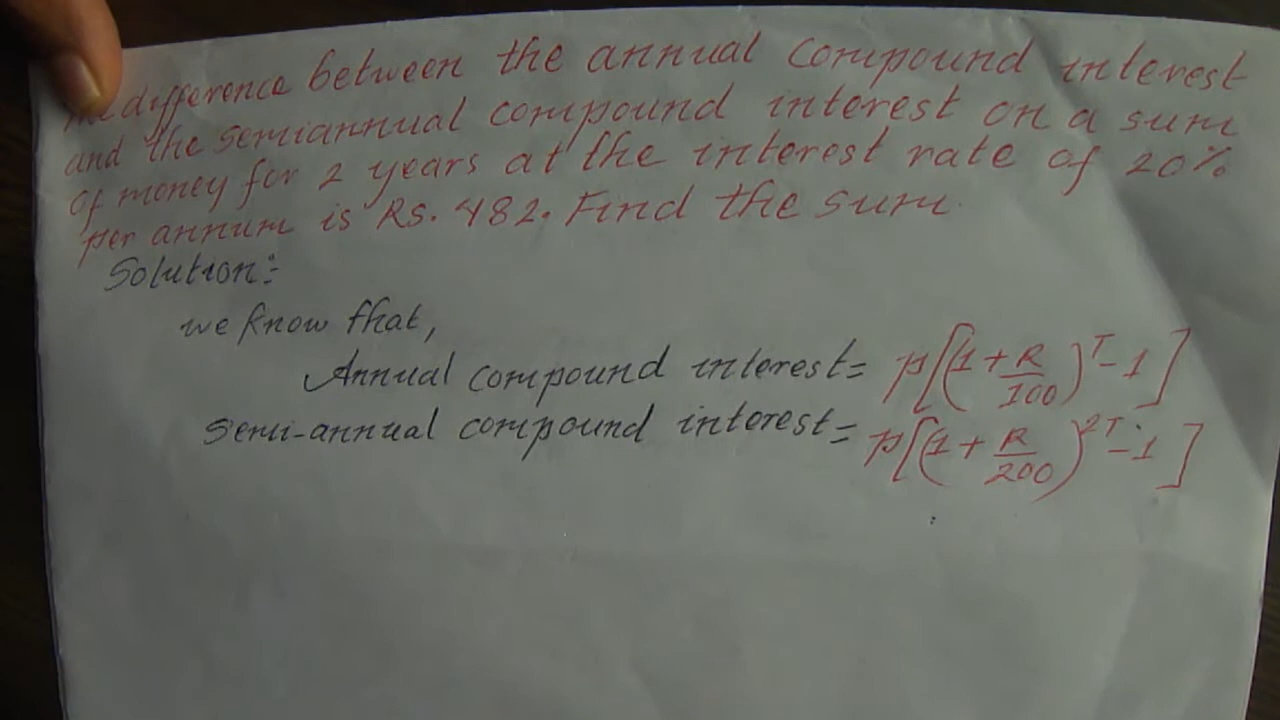 The difference between the annual compound interest
and the semiannual compound interest on a sum
of money for 2 years at the interest rate of 20%
per annum is Rs. 482. Find the sum.
Solution:-
we know that,
Annual compound interest = p[(1+R/100)^T-1]
semi-annual compound interest = p[(1+R/200)^2T-1]